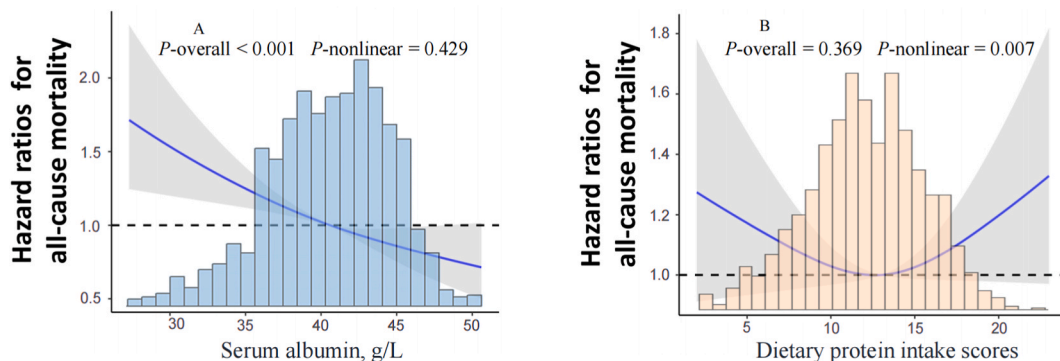 A
P-overall < 0.001 P-nonlinear = 0.429
Hazard ratios for
all-cause mortality
2.0
1.5
1.0
0.5
30 35 40 45 50
Serum albumin, g/L
B
P-overall = 0.369 P-nonlinear = 0.007
Hazard ratios for
all-cause mortality
1.8
1.6
1.4
1.2
1.0
5 10 15 20
Dietary protein intake scores